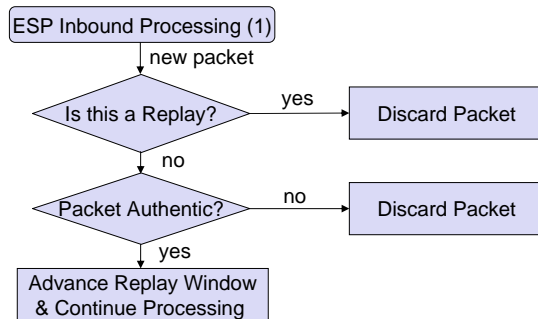 ESP Inbound Processing (1)
new packet
Is this a Replay?
yes
Discard Packet
no
Packet Authentic?
no
Discard Packet
yes
Advance Replay Window
& Continue Processing